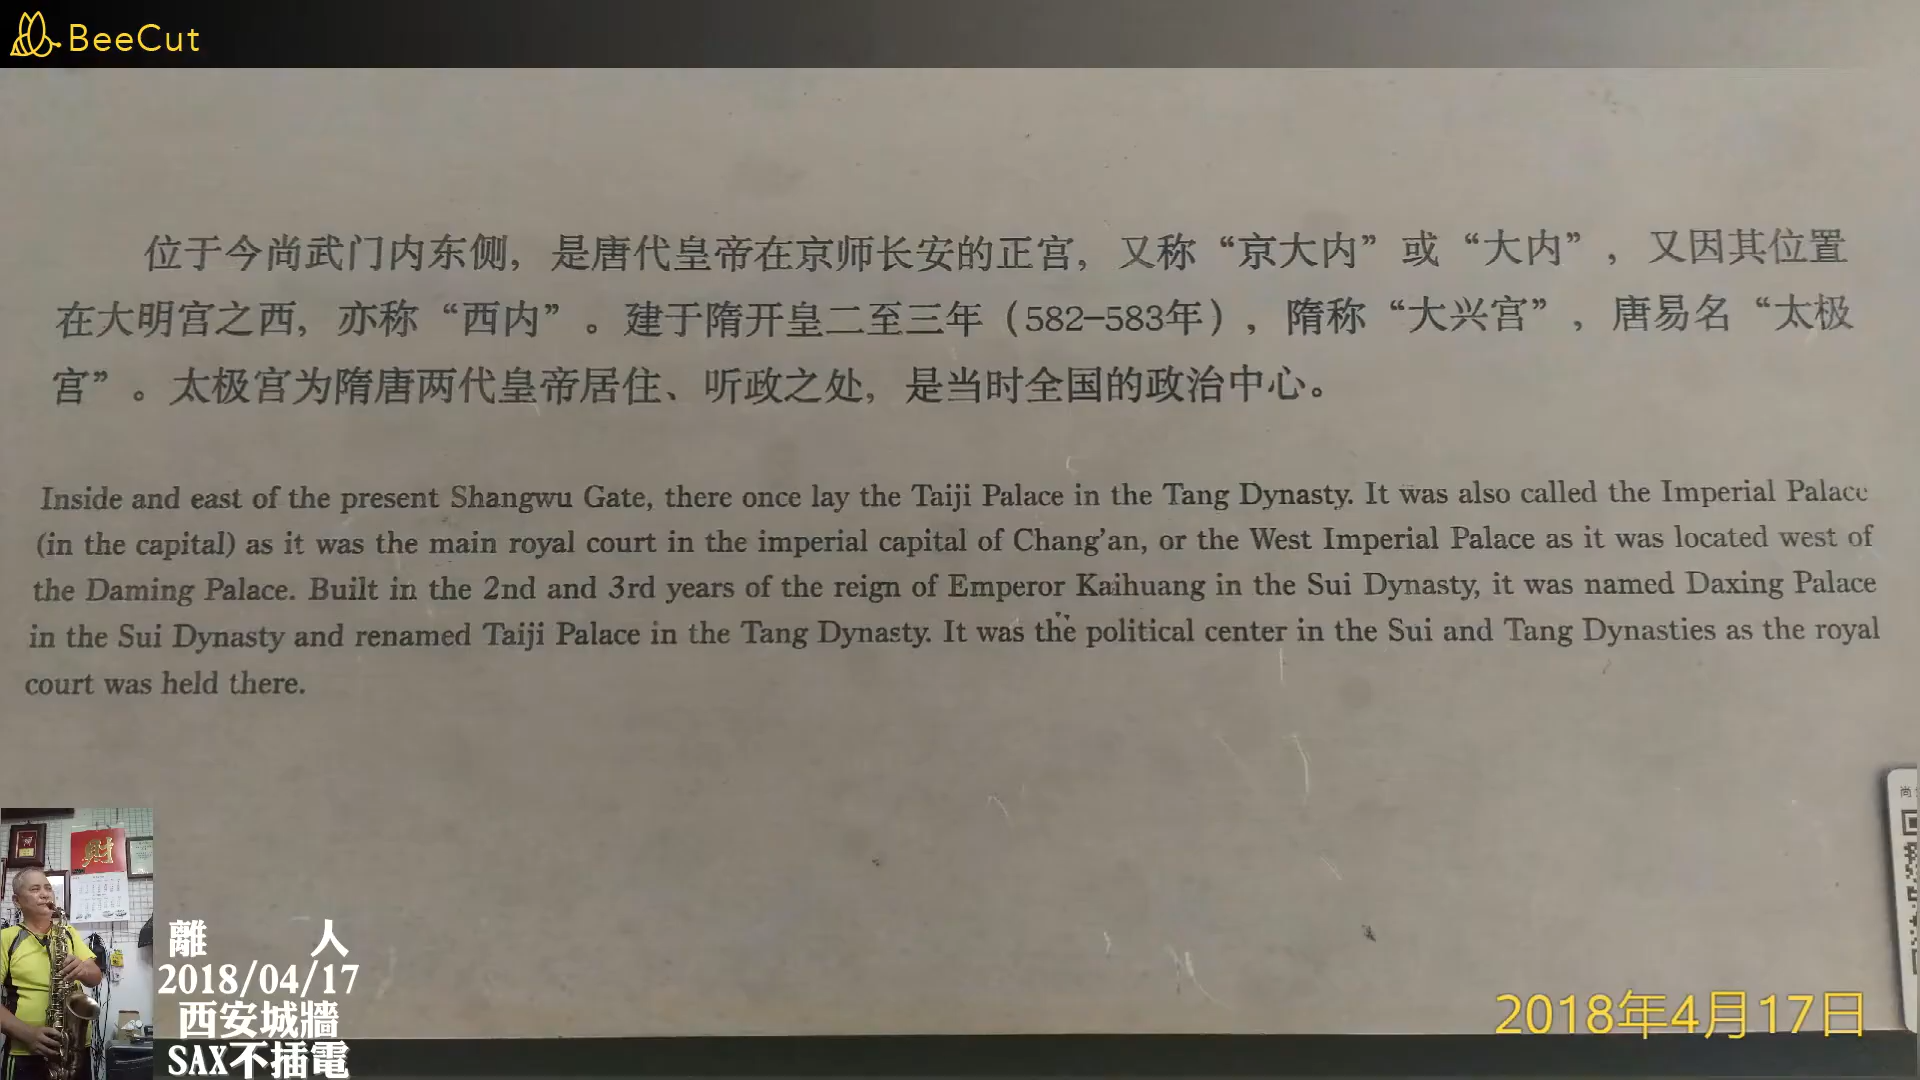 BeeCut
位于今尚武门内东侧，是唐代皇帝在京师长安的正宫，又称“京大内”或“大内”，又因其位置
在大明宫之西，亦称“西内”。建于隋开皇二至三年（582–583年），隋称“大兴宫”，唐易名“太极
宫”。太极宫为隋唐两代皇帝居住、听政之处，是当时全国的政治中心。
Inside and east of the present Shangwu Gate, there once lay the Taiji Palace in the Tang Dynasty. It was also called the Imperial Palace
(in the capital) as it was the main royal court in the imperial capital of Chang'an, or the West Imperial Palace as it was located west of
the Daming Palace. Built in the 2nd and 3rd years of the reign of Emperor Kaihuang in the Sui Dynasty, it was named Daxing Palace
in the Sui Dynasty and renamed Taiji Palace in the Tang Dynasty. It was the political center in the Sui and Tang Dynasties as the royal
court was held there.
尚
財
離 人
2018/04/17
西安城牆
SAX不插電
2018年4月17日